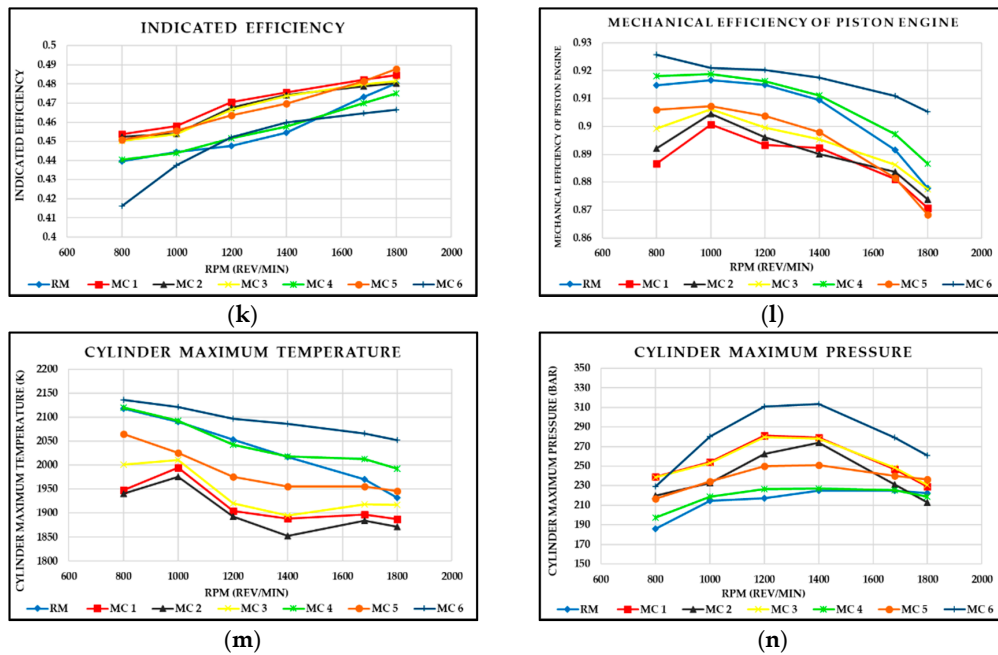 INDICATED EFFICIENCY
INDICATED EFFICIENCY
0.5
0.49
0.48
0.47
0.46
0.45
0.44
0.43
0.42
0.41
0.4
600 800 1000 1200 1400 1600 1800 2000
RPM (REV/MIN)
RM MC 1 MC 2 MC 3 MC 4 MC 5 MC 6
(k)
MECHANICAL EFFICIENCY OF PISTON ENGINE
MECHANICAL EFFICIENCY OF PISTON ENGINE
0.93
0.92
0.91
0.9
0.89
0.88
0.87
0.86
600 800 1000 1200 1400 1600 1800 2000
RPM (REV/MIN)
RM MC 1 MC 2 MC 3 MC 4 MC 5 MC 6
(l)
CYLINDER MAXIMUM TEMPERATURE
CYLINDER MAXIMUM TEMPERATURE (K)
2200
2150
2100
2050
2000
1950
1900
1850
1800
600 800 1000 1200 1400 1600 1800 2000
RPM (REV/MIN)
RM MC 1 MC 2 MC 3 MC 4 MC 5 MC 6
(m)
CYLINDER MAXIMUM PRESSURE
CYLINDER MAXIMUM PRESSURE (BAR)
350
330
310
290
270
250
230
210
190
170
150
600 800 1000 1200 1400 1600 1800 2000
RPM (REV/MIN)
RM MC 1 MC 2 MC 3 MC 4 MC 5 MC 6
(n)